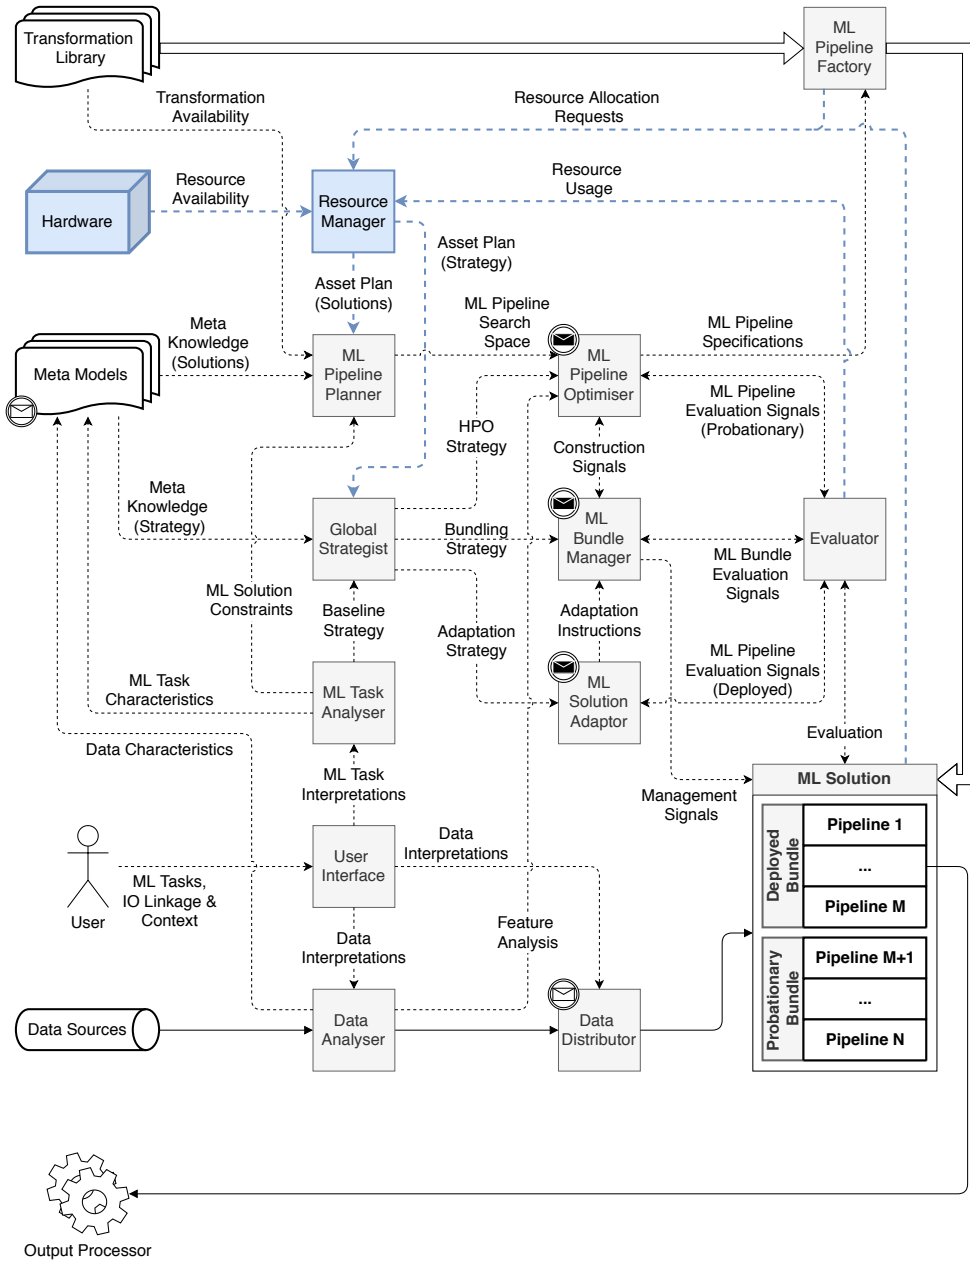 Transformation
Library
ML
Pipeline
Factory
Transformation
Availability
Resource Allocation
Requests
Hardware
Resource
Availability
Resource
Manager
Resource
Usage
Asset Plan
(Strategy)
Asset Plan
(Solutions)
Meta Models
Meta
Knowledge
(Solutions)
ML
Pipeline
Planner
ML Pipeline
Search
Space
ML
Pipeline
Optimiser
ML Pipeline
Specifications
ML Pipeline
Evaluation Signals
(Probationary)
HPO
Strategy
Construction
Signals
Meta
Knowledge
(Strategy)
Global
Strategist
Bundling
Strategy
ML
Bundle
Manager
Evaluator
ML Bundle
Evaluation
Signals
ML Solution
Constraints
Baseline
Strategy
Adaptation
Strategy
Adaptation
Instructions
ML Pipeline
Evaluation Signals
(Deployed)
ML Task
Characteristics
ML Task
Analyser
ML
Solution
Adaptor
Data Characteristics
Evaluation
ML Task
Interpretations
Management
Signals
ML Solution
Deployed
Bundle
Pipeline 1
...
Pipeline M
Probationary
Bundle
Pipeline M+1
...
Pipeline N
User
ML Tasks,
IO Linkage &
Context
User
Interface
Data
Interpretations
Data
Interpretations
Feature
Analysis
Data Sources
Data
Analyser
Data
Distributor
Output Processor